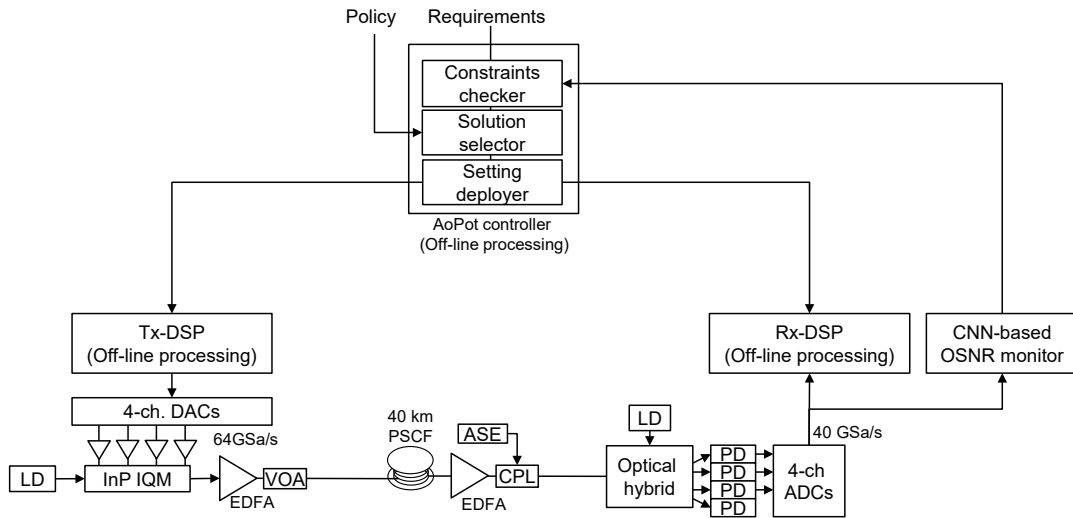 Policy
Requirements
Constraints
checker
Solution
selector
Setting
deployer
AoPot controller
(Off-line processing)
Tx-DSP
(Off-line processing)
Rx-DSP
(Off-line processing)
CNN-based
OSNR monitor
4-ch. DACs
64GSa/s
40 km
PSCF
ASE
LD
40 GSa/s
LD
InP IQM
EDFA
VOA
EDFA
CPL
Optical
hybrid
PD
PD
PD
PD
4-ch
ADCs